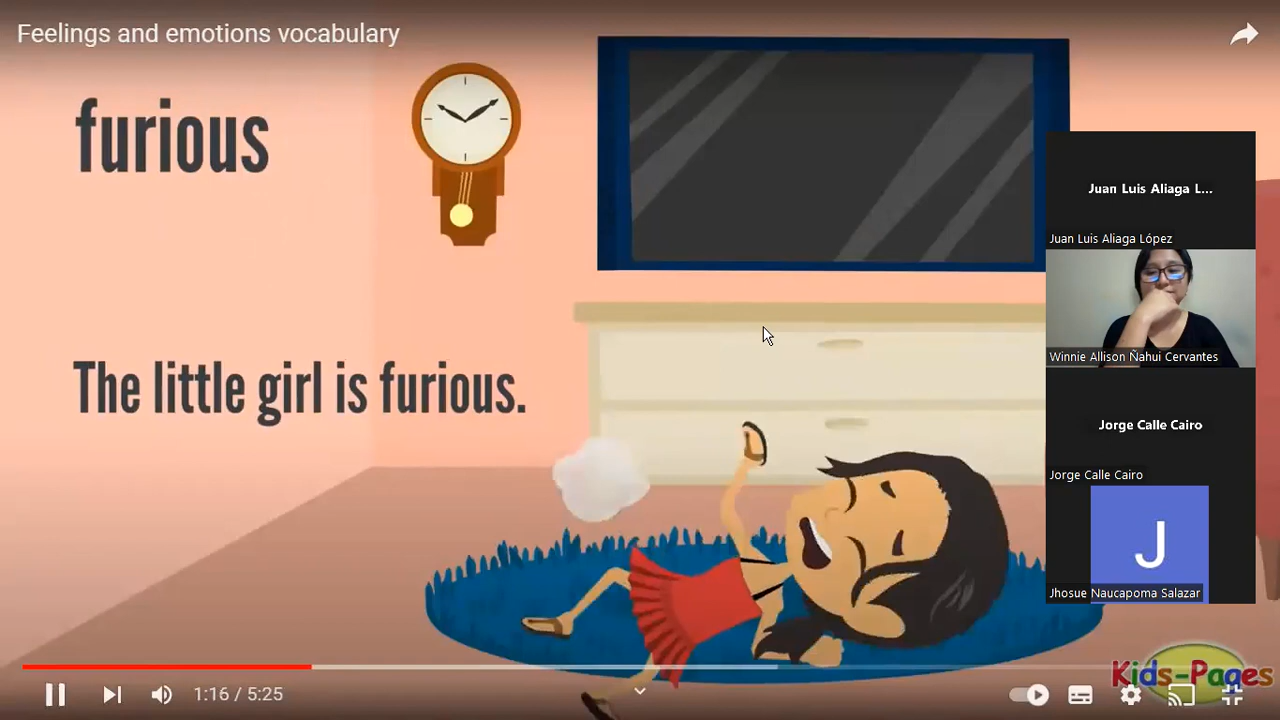 Feelings and emotions vocabulary
furious
The little girl is furious.
Juan Luis Aliaga L...
Juan Luis Aliaga López
Winnie Allison Ñahui Cervantes
Jorge Calle Cairo
Jorge Calle Cairo
J
Jhosue Naucapoma Salazar
Kids-Pages
1:16 / 5:25